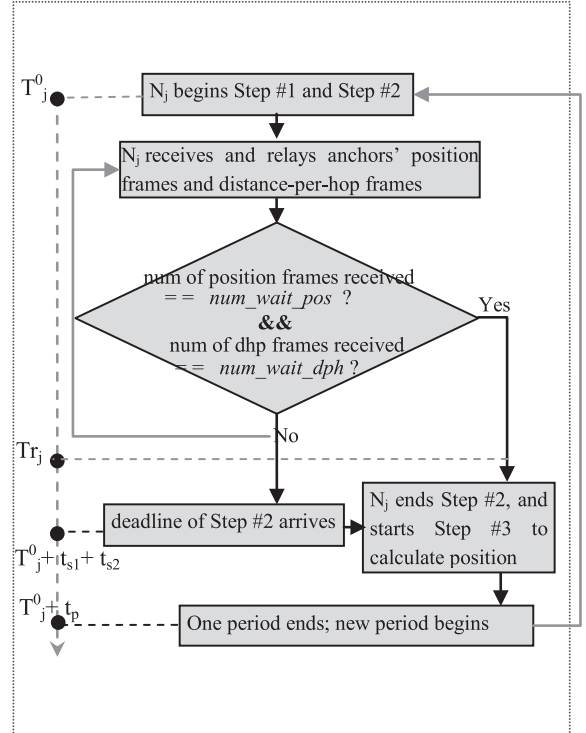 T⁰ⱼ
Nⱼ begins Step #1 and Step #2
Nⱼ receives and relays anchors' position
frames and distance-per-hop frames
num of position frames received
== num_wait_pos ?
&&
num of dhp frames received
== num_wait_dph ?
Yes
No
Trⱼ
Nⱼ ends Step #2, and
starts Step #3 to
calculate position
deadline of Step #2 arrives
T⁰ⱼ+ tₛ₁+ tₛ₂
T⁰ⱼ+ tₚ
One period ends; new period begins